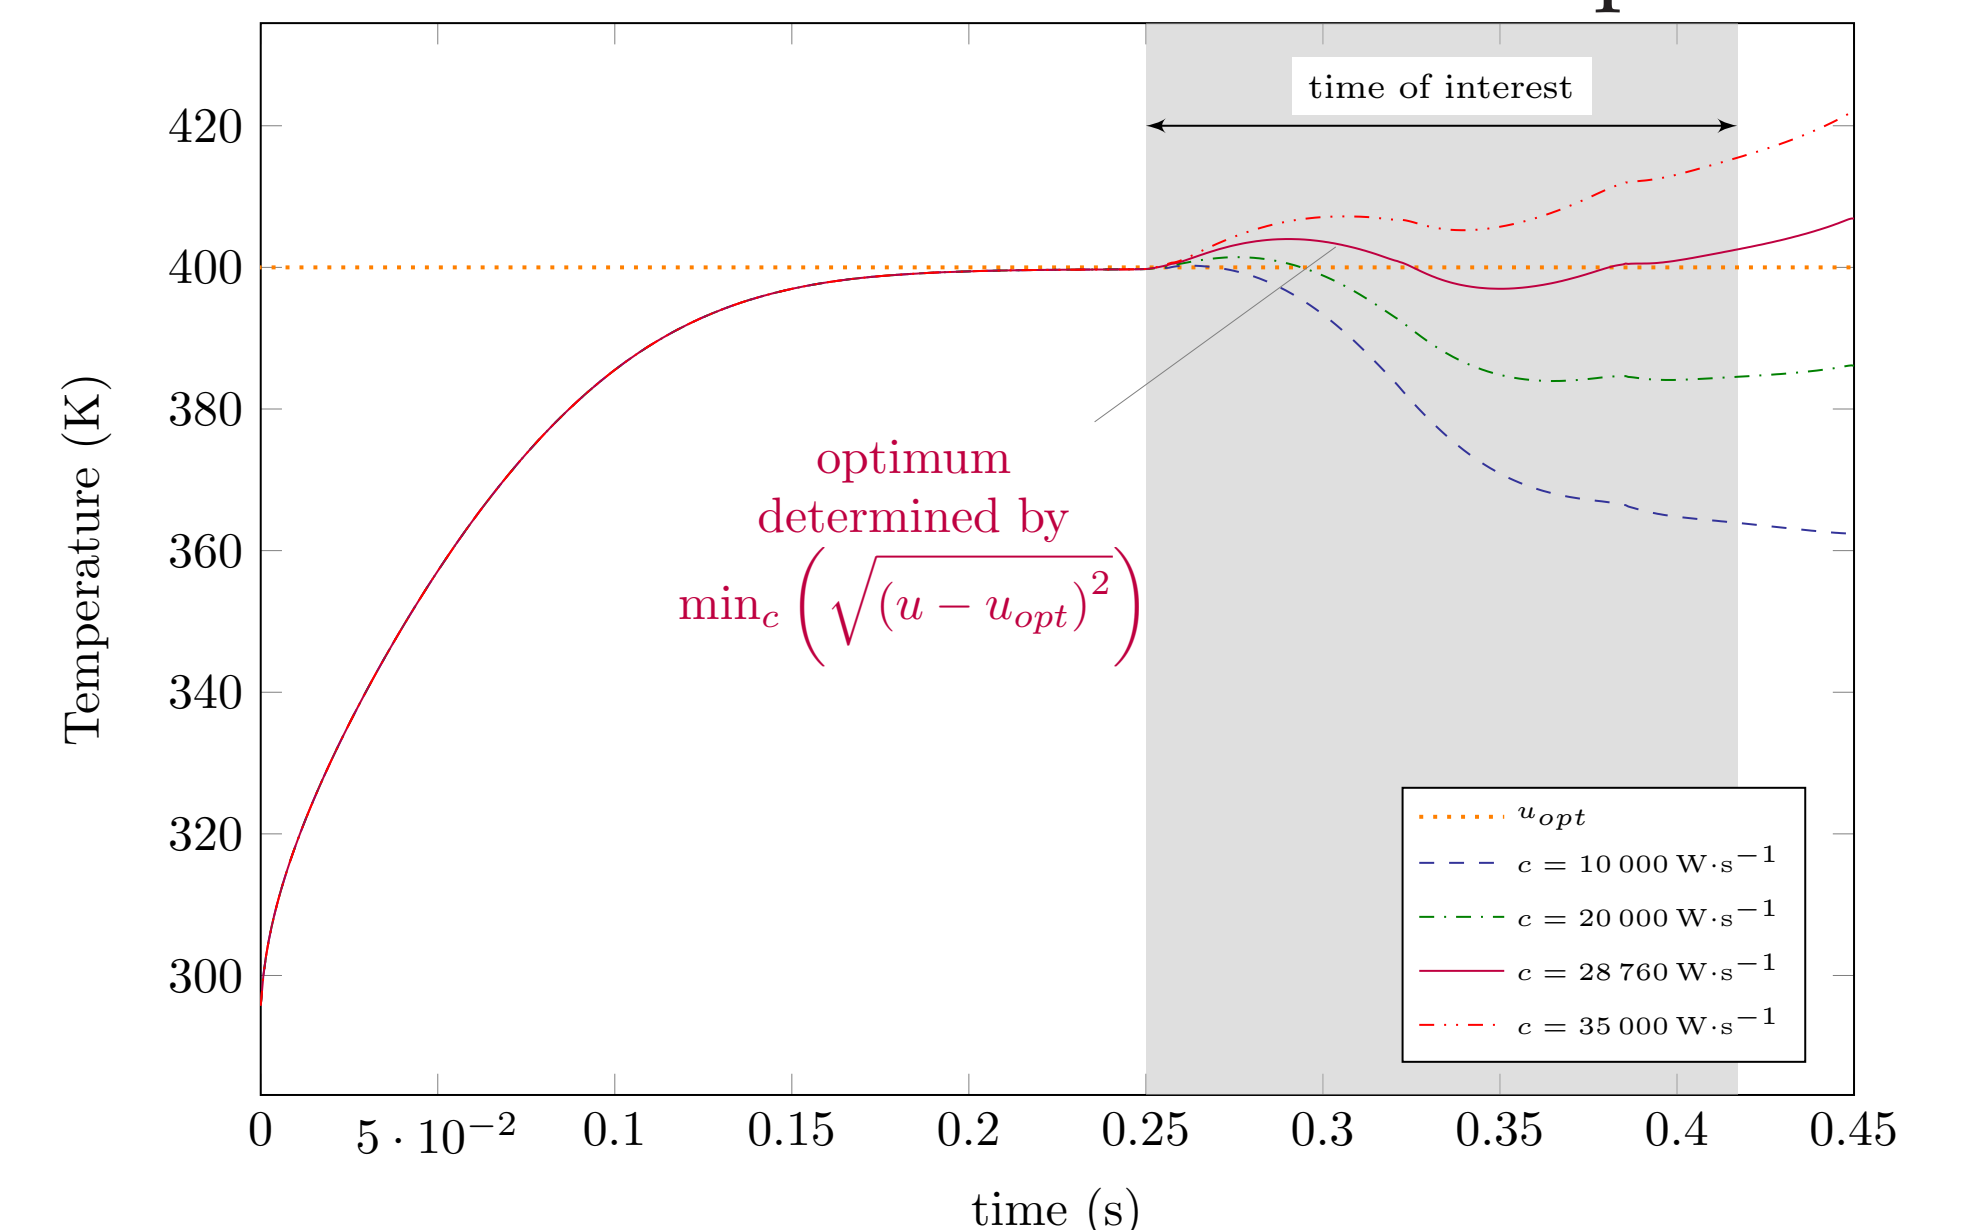 time of interest
420
400
380
360
340
320
300
Temperature (K)
optimum
determined by
min_c (√(u − u_opt)²)
u_opt
c = 10 000 W·s⁻¹
c = 20 000 W·s⁻¹
c = 28 760 W·s⁻¹
c = 35 000 W·s⁻¹
0 5 · 10⁻² 0.1 0.15 0.2 0.25 0.3 0.35 0.4 0.45
time (s)